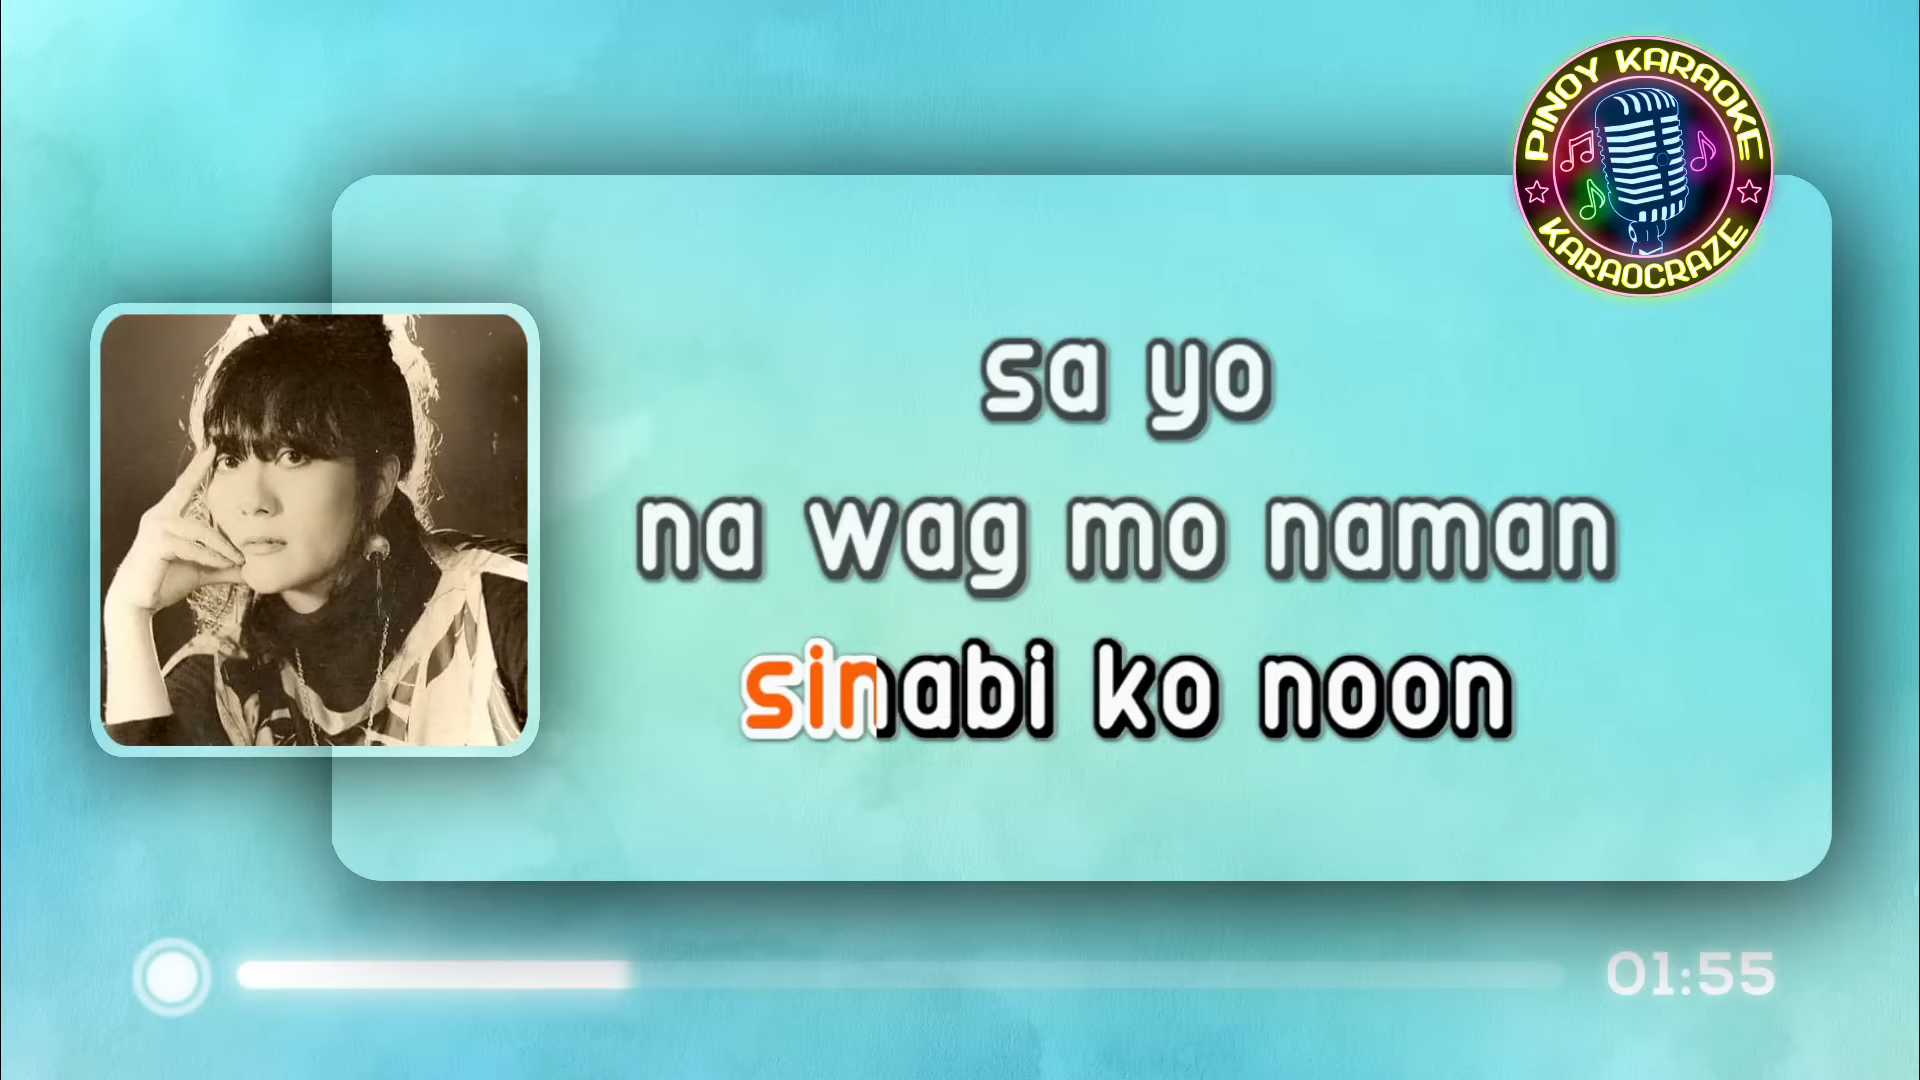 PINOY KARAOKE
KARAOCRAZE
sa yo
na wag mo naman
sinabi ko noon
01:55